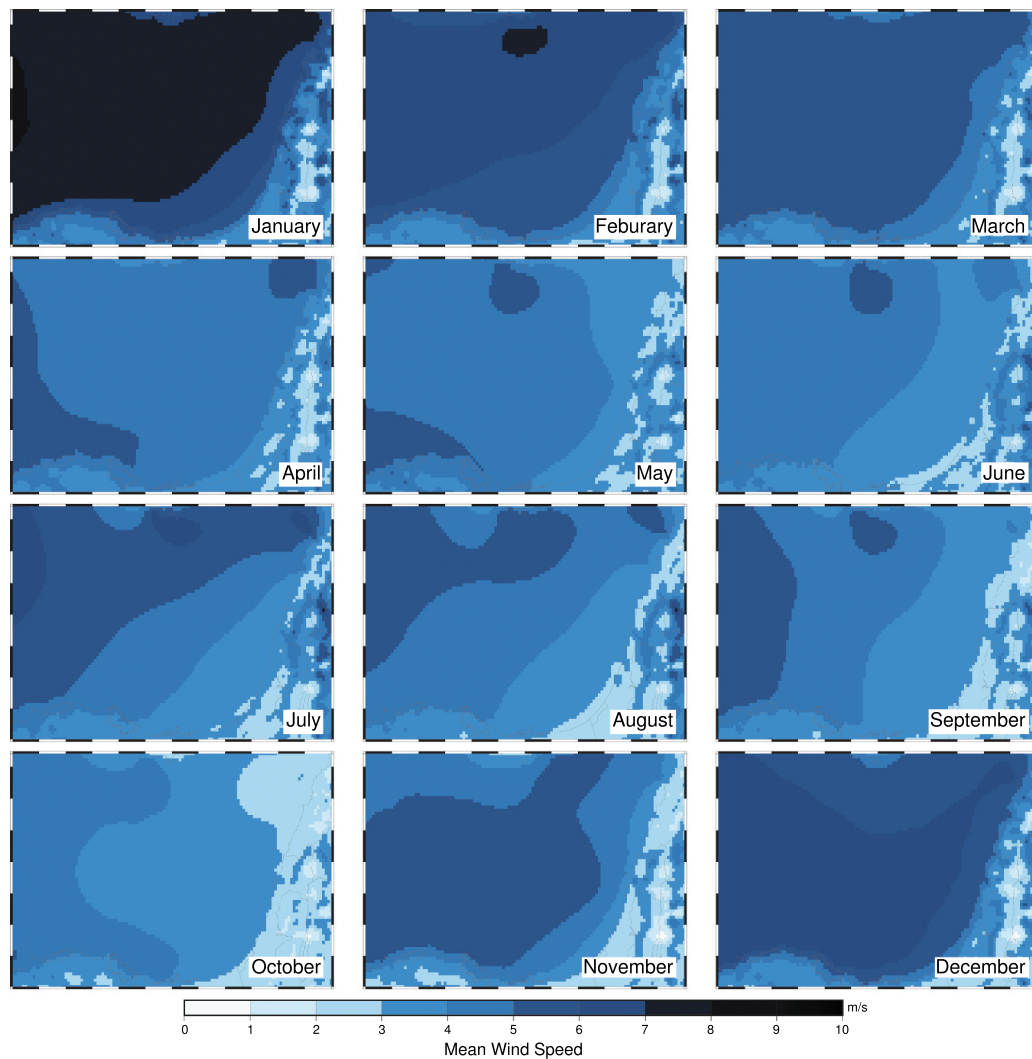 January
Feburary
March
April
May
June
July
August
September
October
November
December
0 1 2 3 4 5 6 7 8 9 10 m/s
Mean Wind Speed